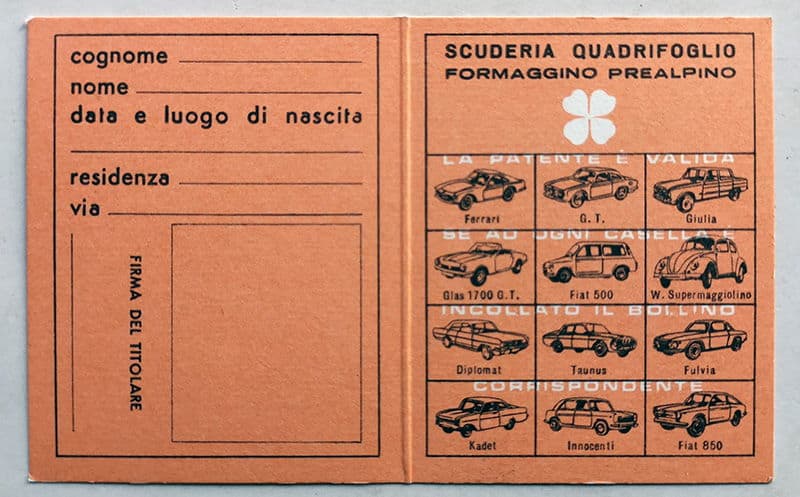 cognome
nome
data e luogo di nascita
residenza
via
FIRMA DEL TITOLARE
SCUDERIA QUADRIFOGLIO
FORMAGGINO PREALPINO
LA PATENTE È VALIDA
Ferrari G.T. Giulia
SE AD OGNI CASELLA È
Glas 1700 G.T. Fiat 500 W. Supermaggiolino
INCOLLATO IL BOLLINO
Diplomat Taunus Fulvia
CORRISPONDENTE
Kadet Innocenti Fiat 850